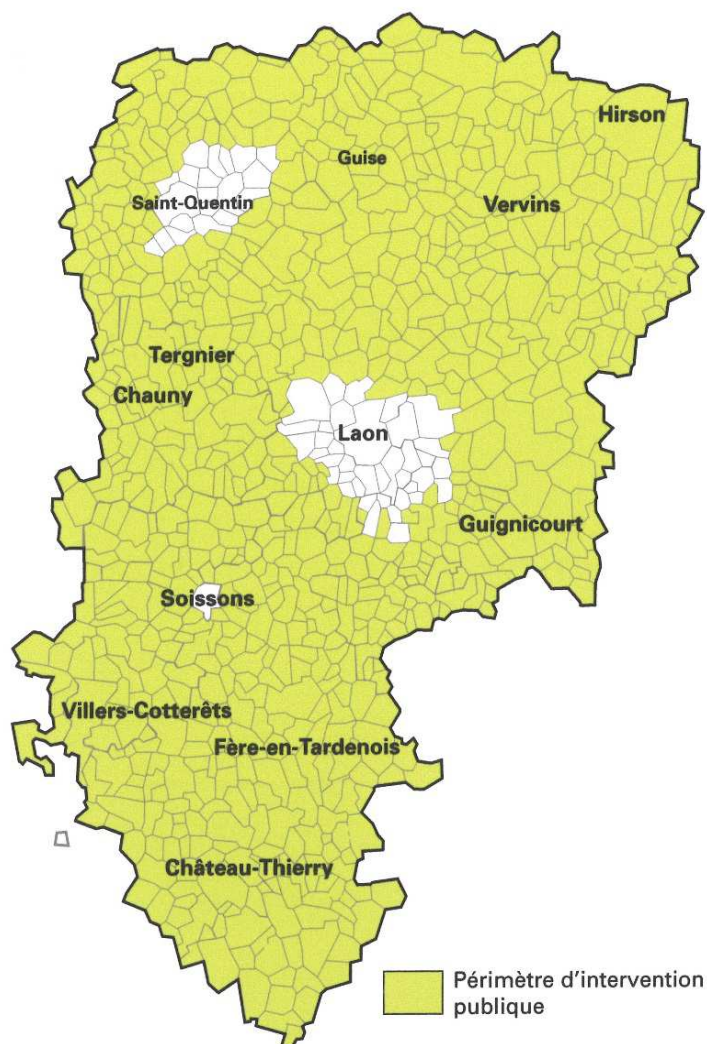 Hirson
Guise
Saint-Quentin
Vervins
Tergnier
Chauny
Laon
Guignicourt
Soissons
Villers-Cotterêts
Fère-en-Tardenois
Château-Thierry
Périmètre d'intervention
publique